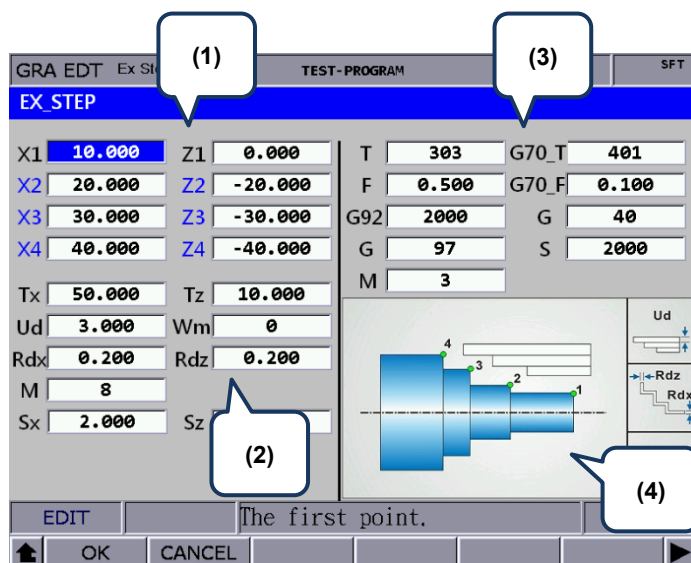 (1)
(3)
GRA EDT Ex St TEST-PROGRAM SFT
EX_STEP
X1 10.000 Z1 0.000 T 303 G70_T 401
X2 20.000 Z2 -20.000 F 0.500 G70_F 0.100
X3 30.000 Z3 -30.000 G92 2000 G 40
X4 40.000 Z4 -40.000 G 97 S 2000
M 3
Tx 50.000 Tz 10.000
Ud 3.000 Wm 0
Rdx 0.200 Rdz 0.200
M 8
Sx 2.000 Sz
4
3
2
1
Ud
Rdz
Rdx
(2)
(4)
EDIT The first point.
OK CANCEL